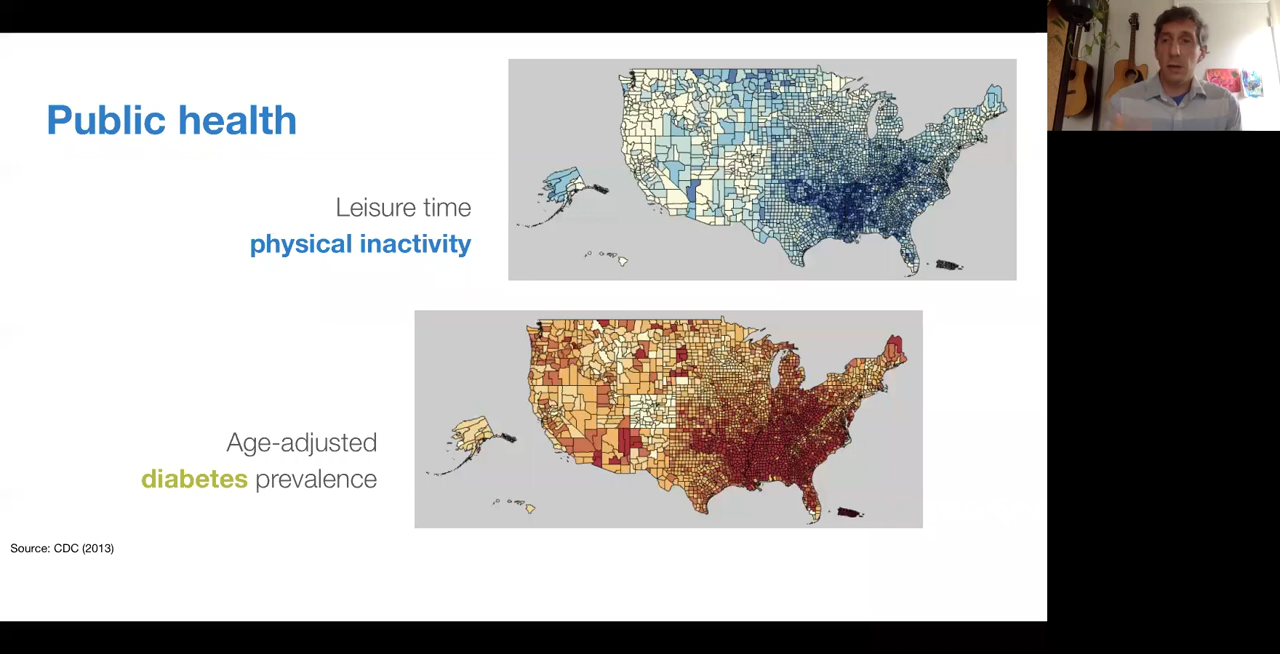 Public health
Leisure time
physical inactivity
Age-adjusted
diabetes prevalence
Source: CDC (2013)